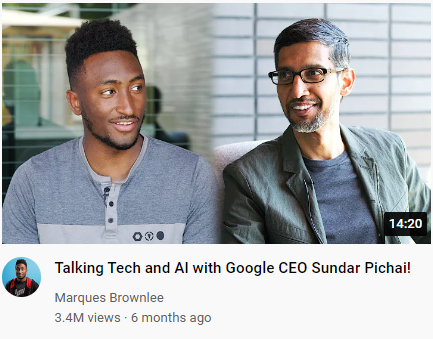 14:20
Talking Tech and AI with Google CEO Sundar Pichai!
Marques Brownlee
3.4M views · 6 months ago